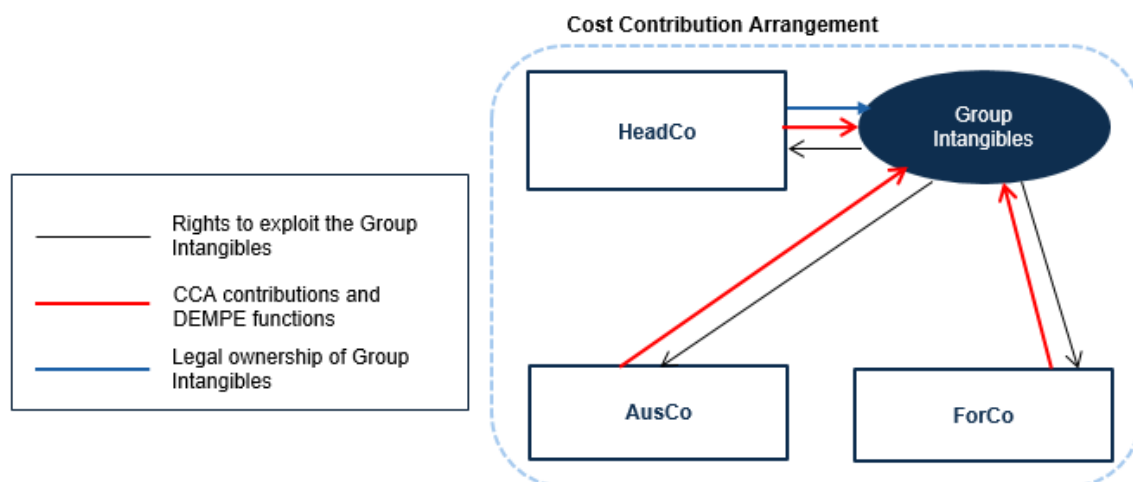 Cost Contribution Arrangement
HeadCo
Group
Intangibles
Rights to exploit the Group
Intangibles
CCA contributions and
DEMPE functions
Legal ownership of Group
Intangibles
AusCo
ForCo